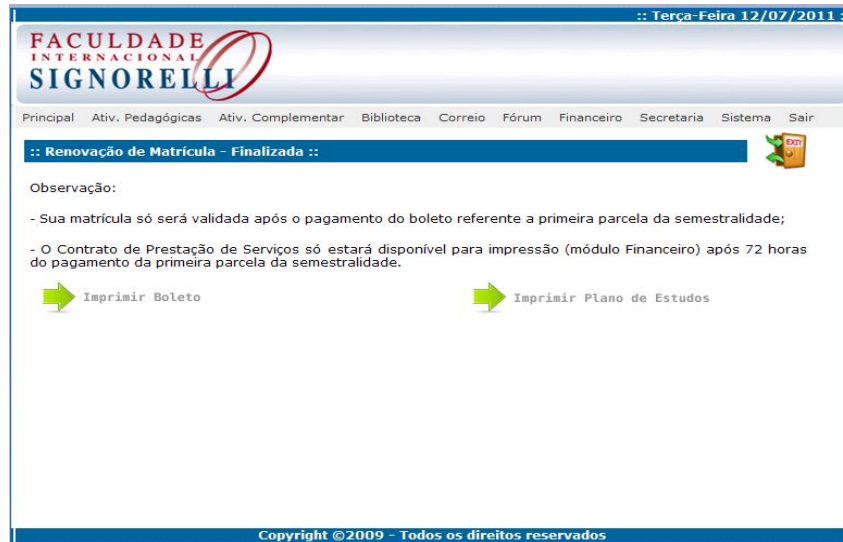 :: Terça-Feira 12/07/2011 :
FACULDADE
INTERNACIONAL
SIGNORELLI
Principal Ativ. Pedagógicas Ativ. Complementar Biblioteca Correio Fórum Financeiro Secretaria Sistema Sair
:: Renovação de Matrícula - Finalizada ::
EXIT
Observação:
- Sua matrícula só será validada após o pagamento do boleto referente a primeira parcela da semestralidade;
- O Contrato de Prestação de Serviços só estará disponível para impressão (módulo Financeiro) após 72 horas
do pagamento da primeira parcela da semestralidade.
Imprimir Boleto Imprimir Plano de Estudos
Copyright ©2009 - Todos os direitos reservados